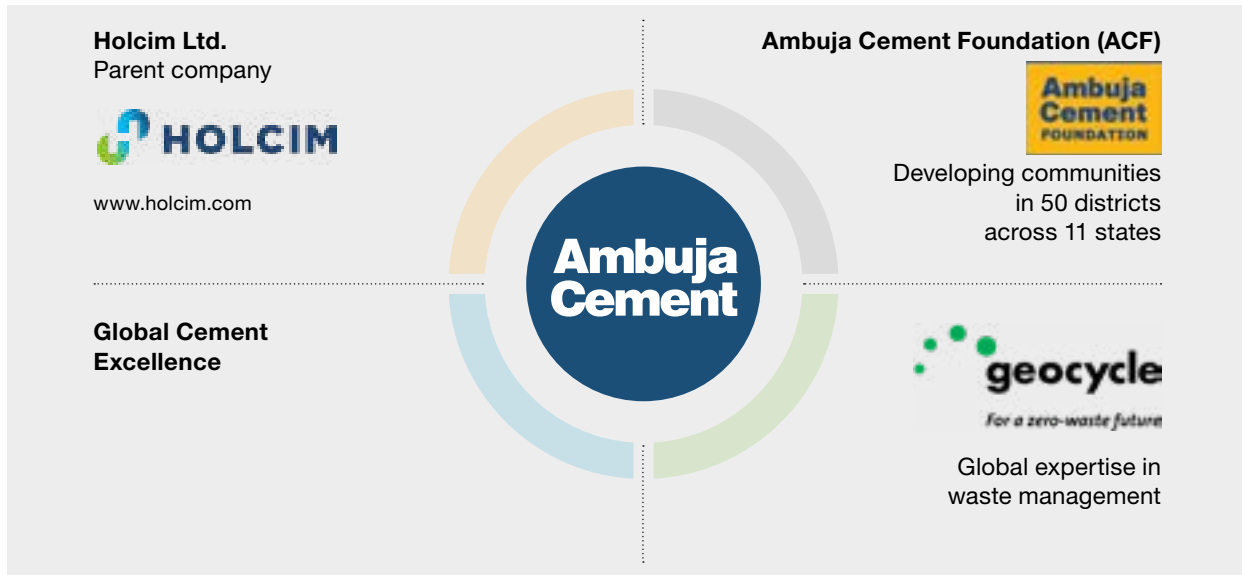 Holcim Ltd.
Parent company
HOLCIM
www.holcim.com
Ambuja Cement Foundation (ACF)
Ambuja
Cement
FOUNDATION
Developing communities
in 50 districts
across 11 states
Ambuja
Cement
Global Cement
Excellence
geocycle
For a zero-waste future
Global expertise in
waste management